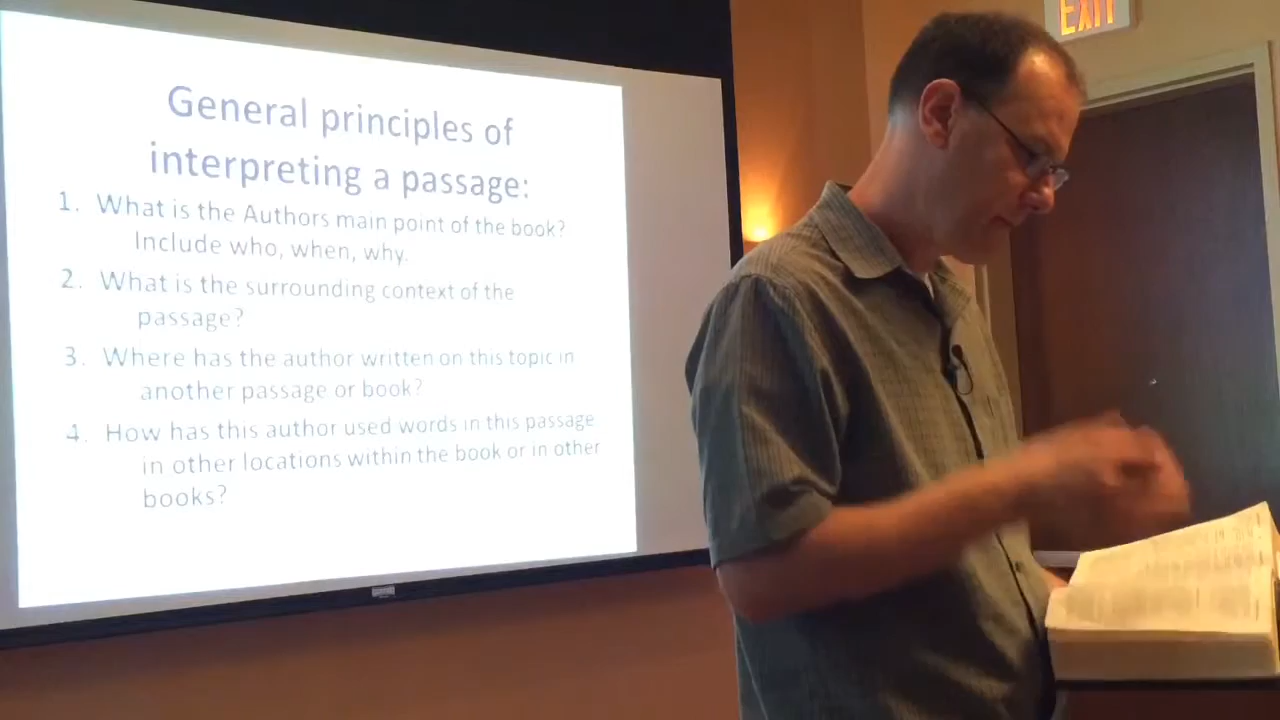 EXIT
General principles of
interpreting a passage:
1. What is the Authors main point of the book?
Include who, when, why.
2. What is the surrounding context of the
passage?
3. Where has the author written on this topic in
another passage or book?
4. How has this author used words in this passage
in other locations within the book or in other
books?